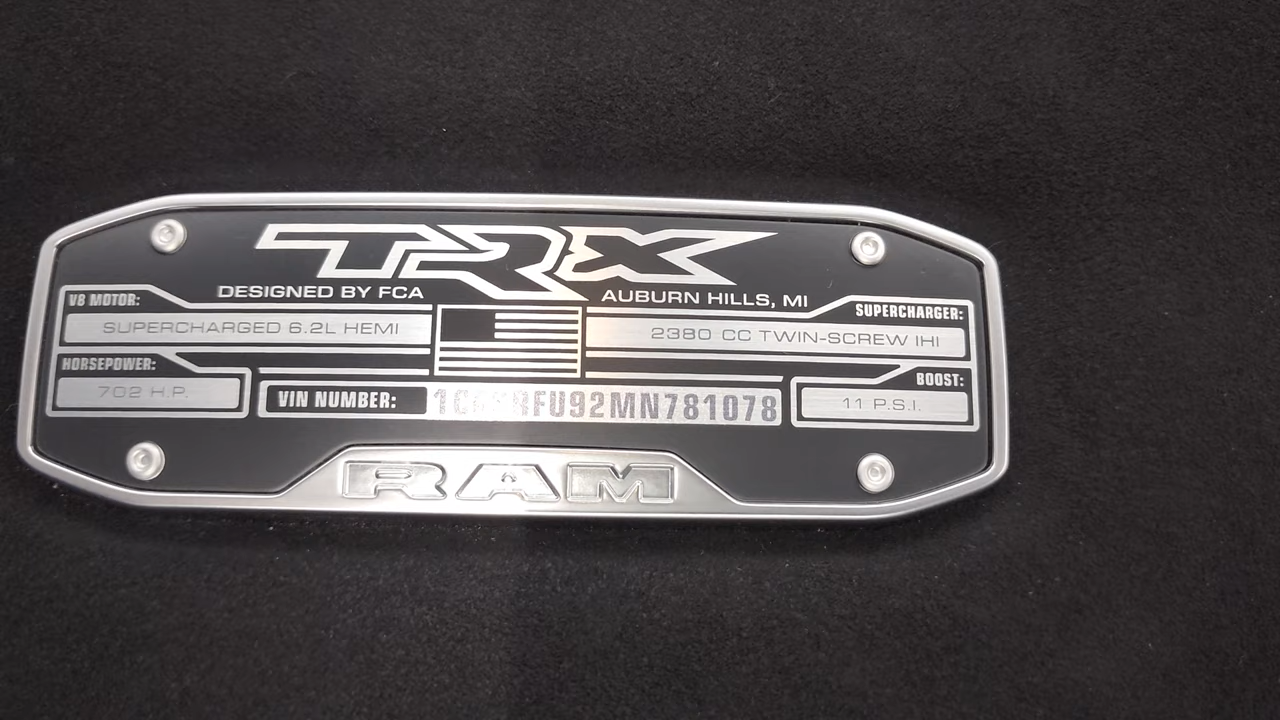 TRX
DESIGNED BY FCA
AUBURN HILLS, MI
V8 MOTOR:
SUPERCHARGED 6.2L HEMI
SUPERCHARGER:
2380 CC TWIN-SCREW IHI
HORSEPOWER:
702 H.P.
VIN NUMBER:
BOOST:
11 P.S.I.
RAM